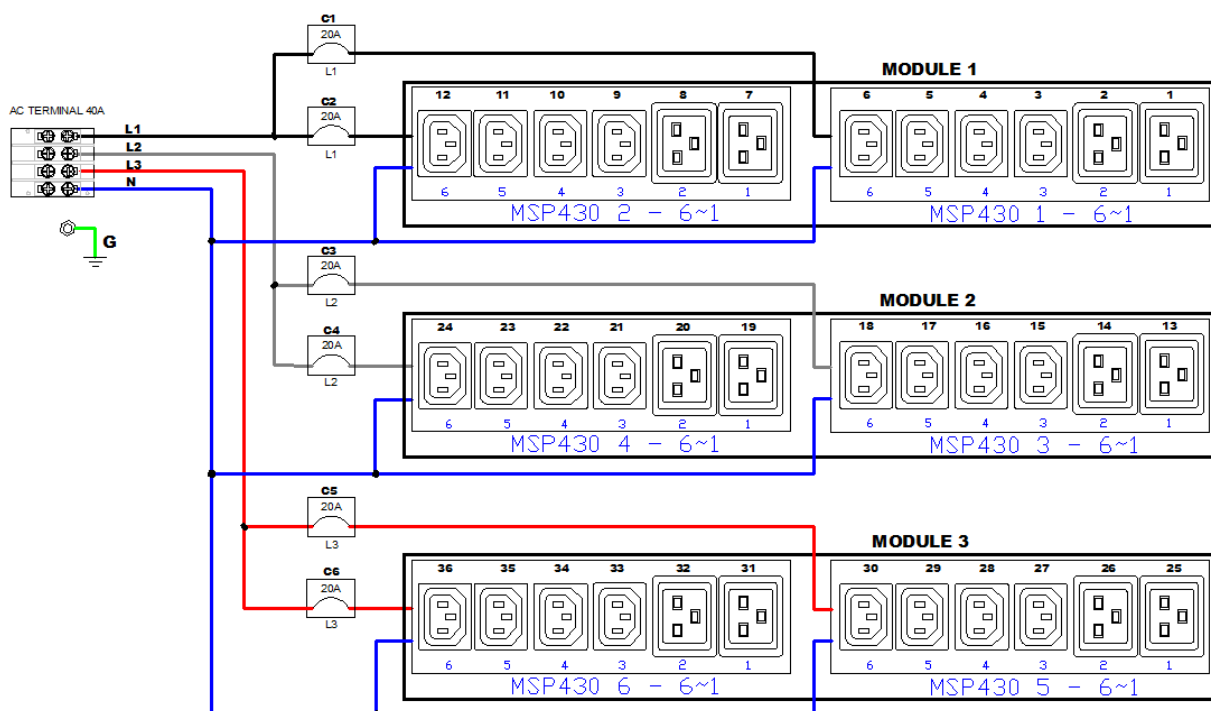 C1
20A
L1
MODULE 1
12 11 10 9 8 7
6 5 4 3 2 1
AC TERMINAL 40A
C2
20A
L1
L1
L2
L3
N
G
6 5 4 3 2 1
MSP430 2 - 6~1
6 5 4 3 2 1
MSP430 1 - 6~1
C3
20A
L2
MODULE 2
24 23 22 21 20 19
18 17 16 15 14 13
C4
20A
L2
6 5 4 3 2 1
MSP430 4 - 6~1
6 5 4 3 2 1
MSP430 3 - 6~1
C5
20A
L3
MODULE 3
36 35 34 33 32 31
30 29 28 27 26 25
C6
20A
L3
6 5 4 3 2 1
MSP430 6 - 6~1
6 5 4 3 2 1
MSP430 5 - 6~1